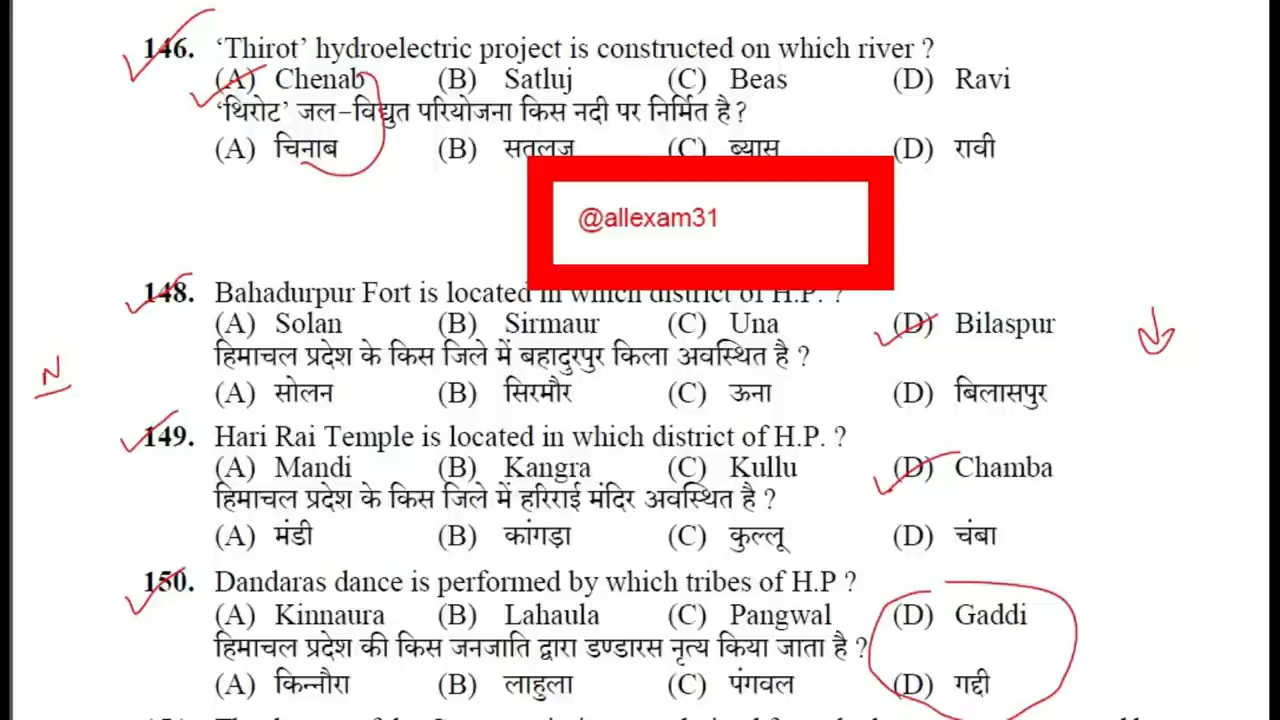 146. ‘Thirot’ hydroelectric project is constructed on which river ?
(A) Chenab (B) Satluj (C) Beas (D) Ravi
‘थिरोट’ जल-विद्युत परियोजना किस नदी पर निर्मित है ?
(A) चिनाब (B) सतलज (C) ब्यास (D) रावी
@allexam31
148. Bahadurpur Fort is located in which district of H.P. ?
(A) Solan (B) Sirmaur (C) Una (D) Bilaspur
हिमाचल प्रदेश के किस जिले में बहादुरपुर किला अवस्थित है ?
N
(A) सोलन (B) सिरमौर (C) ऊना (D) बिलासपुर
149. Hari Rai Temple is located in which district of H.P. ?
(A) Mandi (B) Kangra (C) Kullu (D) Chamba
हिमाचल प्रदेश के किस जिले में हरिराई मंदिर अवस्थित है ?
(A) मंडी (B) कांगड़ा (C) कुल्लू (D) चंबा
150. Dandaras dance is performed by which tribes of H.P ?
(A) Kinnaura (B) Lahaula (C) Pangwal (D) Gaddi
हिमाचल प्रदेश की किस जनजाति द्वारा डण्डारस नृत्य किया जाता है ?
(A) किन्नौरा (B) लाहुला (C) पंगवल (D) गद्दी